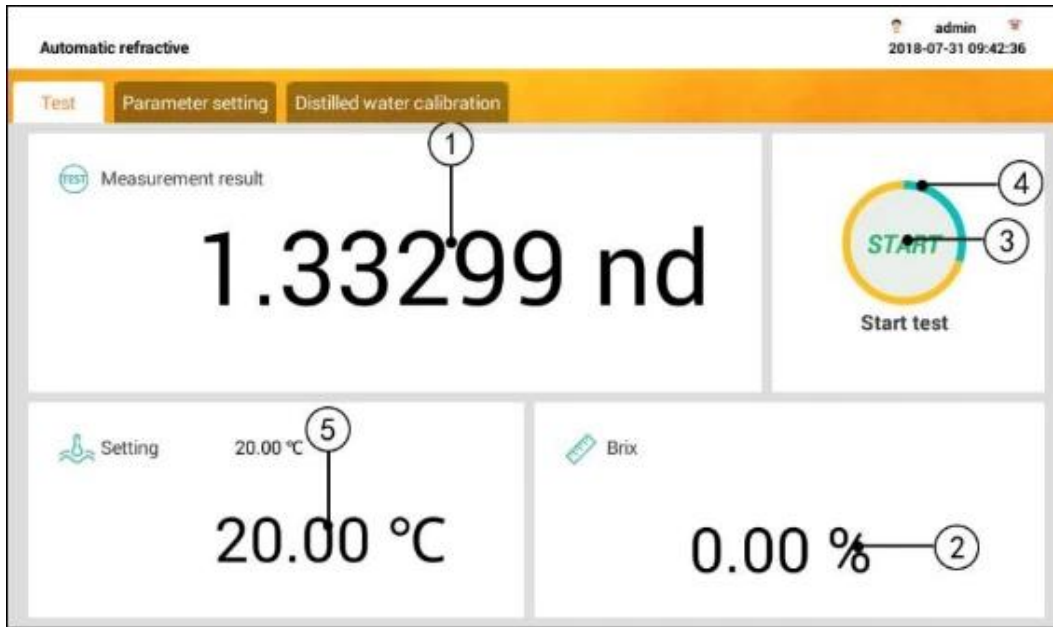 admin
Automatic refractive
2018-07-31 09:42:36
Test
Parameter setting
Distilled water calibration
1
TEST
Measurement result
1.33299 nd
4
START
3
Start test
Setting
20.00 ℃
5
20.00 ℃
Brix
0.00 %
2